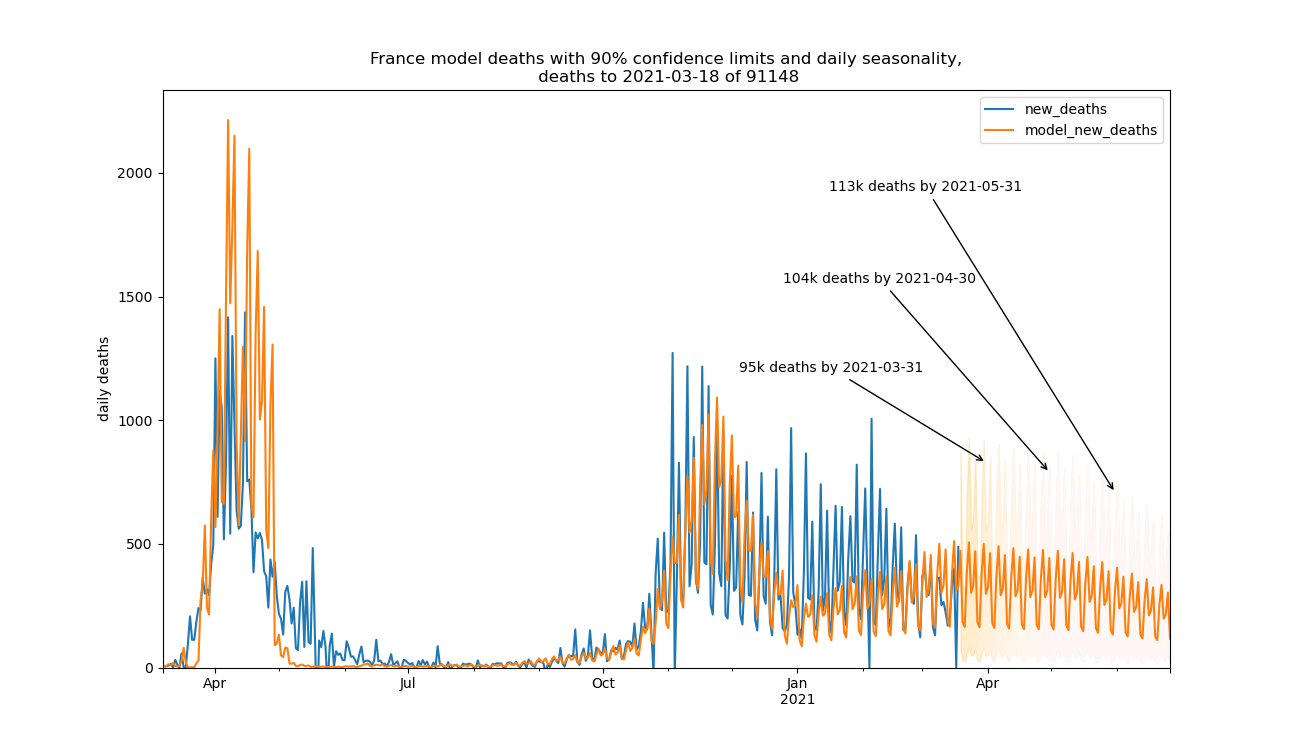 France model deaths with 90% confidence limits and daily seasonality,
deaths to 2021-03-18 of 91148
new_deaths
model_new_deaths
2000
1500
1000
500
0
daily deaths
113k deaths by 2021-05-31
104k deaths by 2021-04-30
95k deaths by 2021-03-31
Apr
Jul
Oct
Jan
2021
Apr